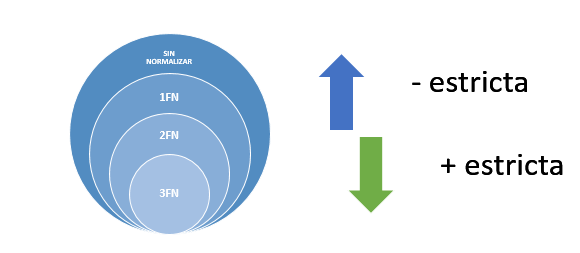 SIN
NORMALIZAR
1FN
2FN
3FN
- estricta
+ estricta